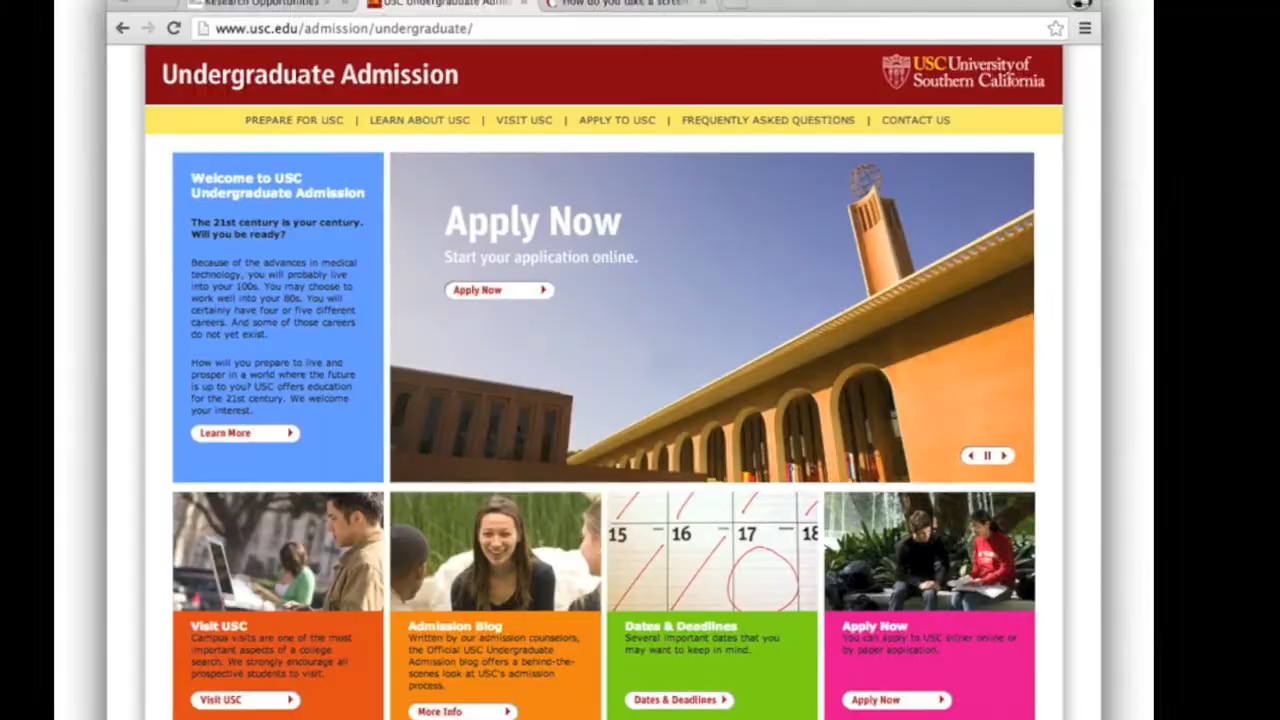 Research Opportunities
USC Undergraduate Admi
How do you take a screen
www.usc.edu/admission/undergraduate/
Undergraduate Admission
USC University of
Southern California
PREPARE FOR USC | LEARN ABOUT USC | VISIT USC | APPLY TO USC | FREQUENTLY ASKED QUESTIONS | CONTACT US
Welcome to USC
Undergraduate Admission
The 21st century is your century.
Will you be ready?
Because of the advances in medical
technology, you will probably live
into your 100s. You may choose to
work well into your 80s. You will
certainly have four or five different
careers. And some of those careers
do not yet exist.
How will you prepare to live and
prosper in a world where the future
is up to you? USC offers education
for the 21st century. We welcome
your interest.
Learn More
Apply Now
Start your application online.
Apply Now
Visit USC
Campus visits are one of the most
important aspects of a college
search. We strongly encourage all
prospective students to visit.
Visit USC
Admission Blog
Written by our admission counselors,
the Official USC Undergraduate
Admission blog offers a behind-the-
scenes look at USC's admission
process.
More Info
15 16 17 18
Dates & Deadlines
Several important dates that you
may want to keep in mind.
Dates & Deadlines
Apply Now
You can apply to USC either online or
by paper application.
Apply Now